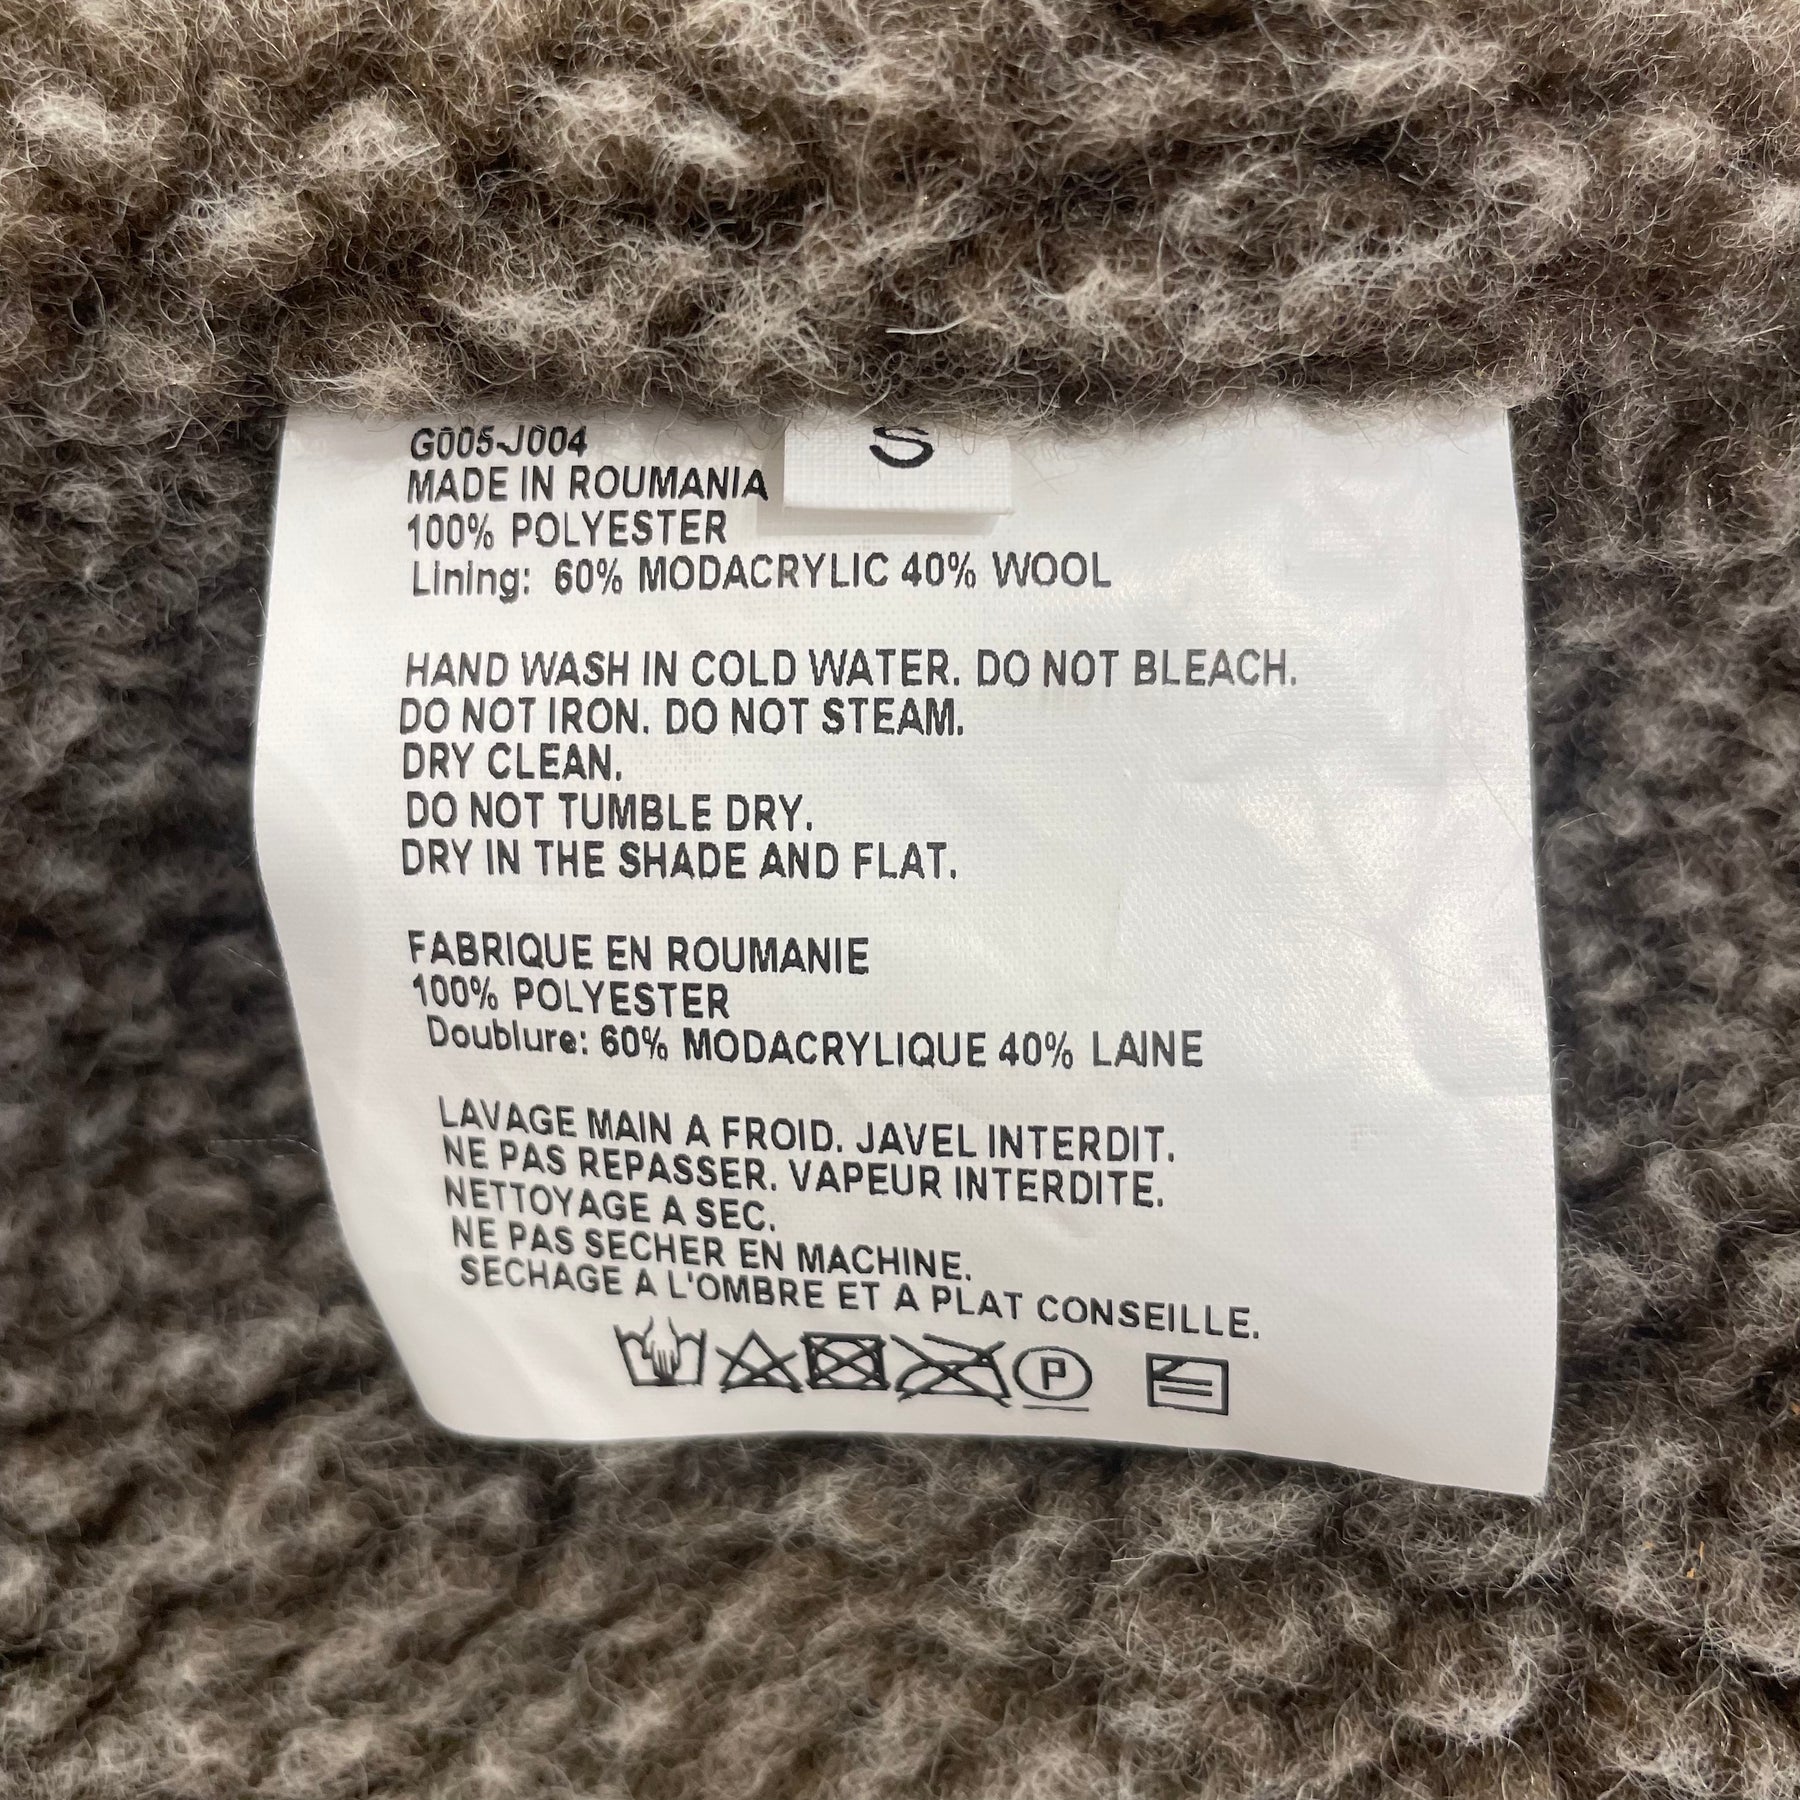 G005-J004
S
MADE IN ROUMANIA
100% POLYESTER
Lining: 60% MODACRYLIC 40% WOOL
HAND WASH IN COLD WATER. DO NOT BLEACH.
DO NOT IRON. DO NOT STEAM.
DRY CLEAN.
DO NOT TUMBLE DRY.
DRY IN THE SHADE AND FLAT.
FABRIQUE EN ROUMANIE
100% POLYESTER
Doublure: 60% MODACRYLIQUE 40% LAINE
LAVAGE MAIN A FROID. JAVEL INTERDIT.
NE PAS REPASSER. VAPEUR INTERDITE.
NETTOYAGE A SEC.
NE PAS SECHER EN MACHINE.
SECHAGE A L'OMBRE ET A PLAT CONSEILLE.
P